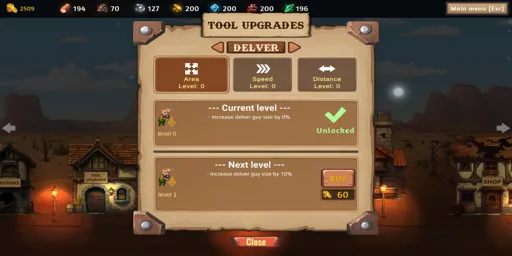 2509 194 70 127 200 200 200 196 Main menu [Esc]
TOOL UPGRADES
DELVER
Area
Level: 0
Speed
Level: 0
Distance
Level: 0
--- Current level ---
- Increase delver guy size by 0%
level 0
Unlocked
--- Next level ---
- Increase delver guy size by 10%
level 1
BUY
60
TOOL
UPGRADES
SHOP
Close